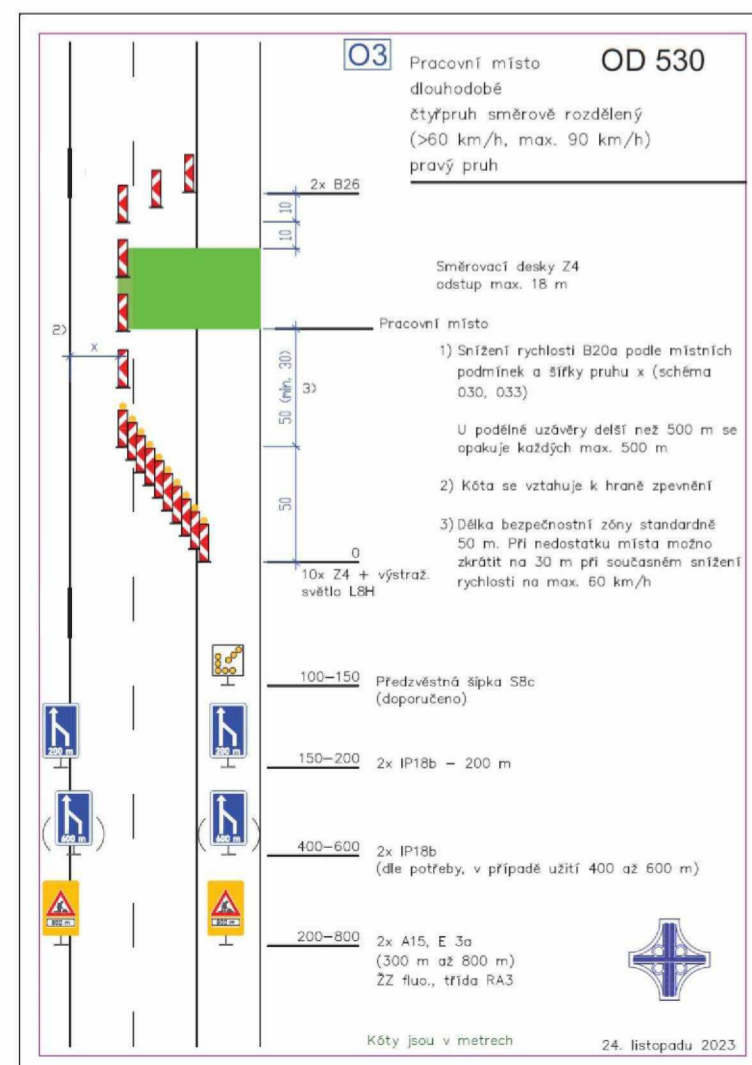 O3
OD 530
Pracovní místo
dlouhodobé
čtyřpruh směrově rozdělený
(>60 km/h, max. 90 km/h)
pravý pruh
2x B26
10
10
Směrovací desky Z4
odstup max. 18 m
Pracovní místo
2)
x
50 (min. 30)
3)
1) Snížení rychlosti B20a podle místních
podmínek a šířky pruhu x (schéma
030, 033)
U podélné uzávěry delší než 500 m se
opakuje každých max. 500 m
2) Kóta se vztahuje k hraně zpevnění
3) Délka bezpečnostní zóny standardně
50 m. Při nedostatku místa možno
zkrátit na 30 m při současném snížení
rychlosti na max. 60 km/h
50
0
10x Z4 + výstraž.
světlo L8H
100–150
Předzvěstná šipka S8c
(doporučeno)
200 m
200 m
150–200
2x IP18b – 200 m
600 m
600 m
400–600
2x IP18b
(dle potřeby, v případě užití 400 až 600 m)
800 m
800 m
200–800
2x A15, E 3a
(300 m až 800 m)
ŽZ fluo., třída RA3
Kóty jsou v metrech
24. listopadu 2023